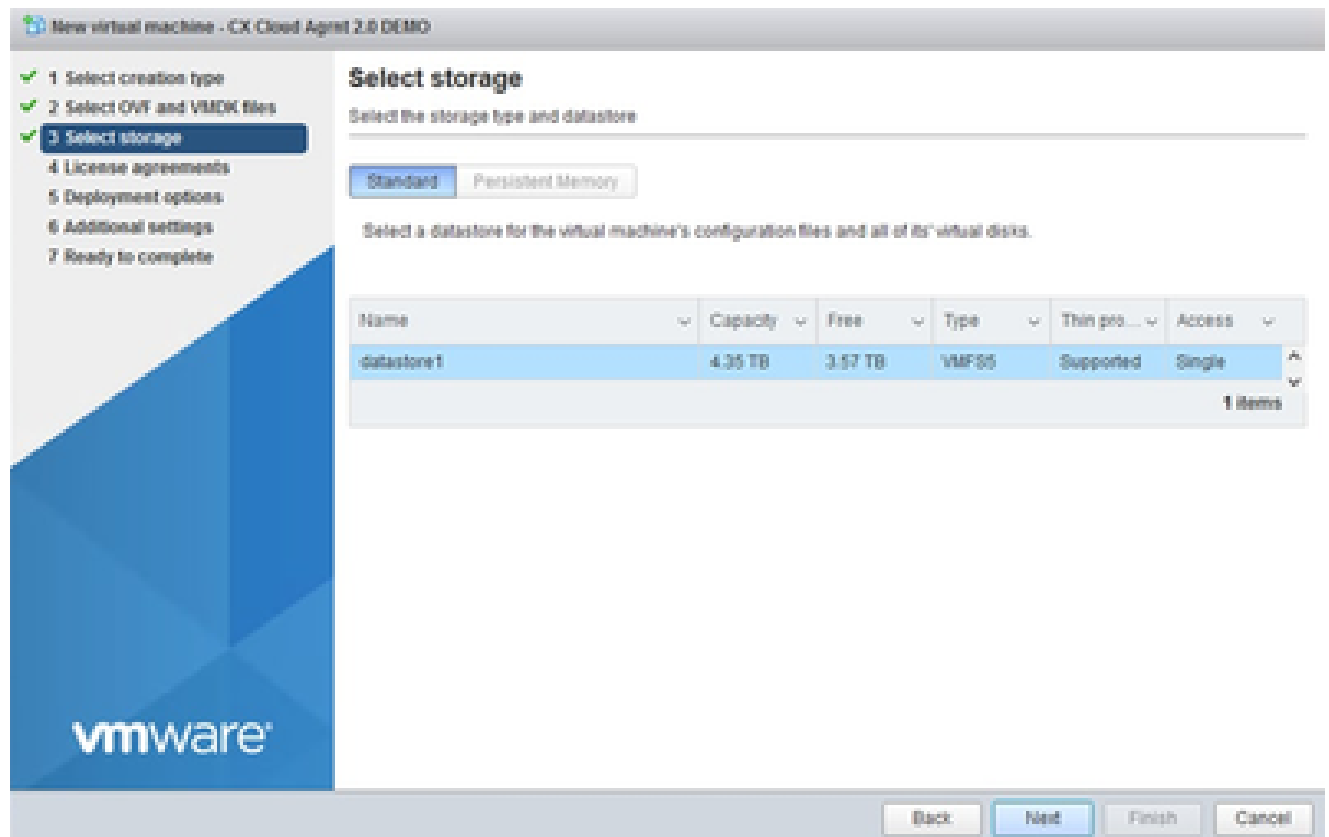 New virtual machine - CX Cloud Agent 2.0 DEMO
1 Select creation type
2 Select OVF and VMDK files
3 Select storage
4 License agreements
5 Deployment options
6 Additional settings
7 Ready to complete
vmware
Select storage
Select the storage type and datastore
Standard Persistent Memory
Select a datastore for the virtual machine's configuration files and all of its' virtual disks.
Name Capacity Free Type Thin pro... Access
datastore1 4.35 TB 3.57 TB VMFS5 Supported Single
1 items
Back Next Finish Cancel